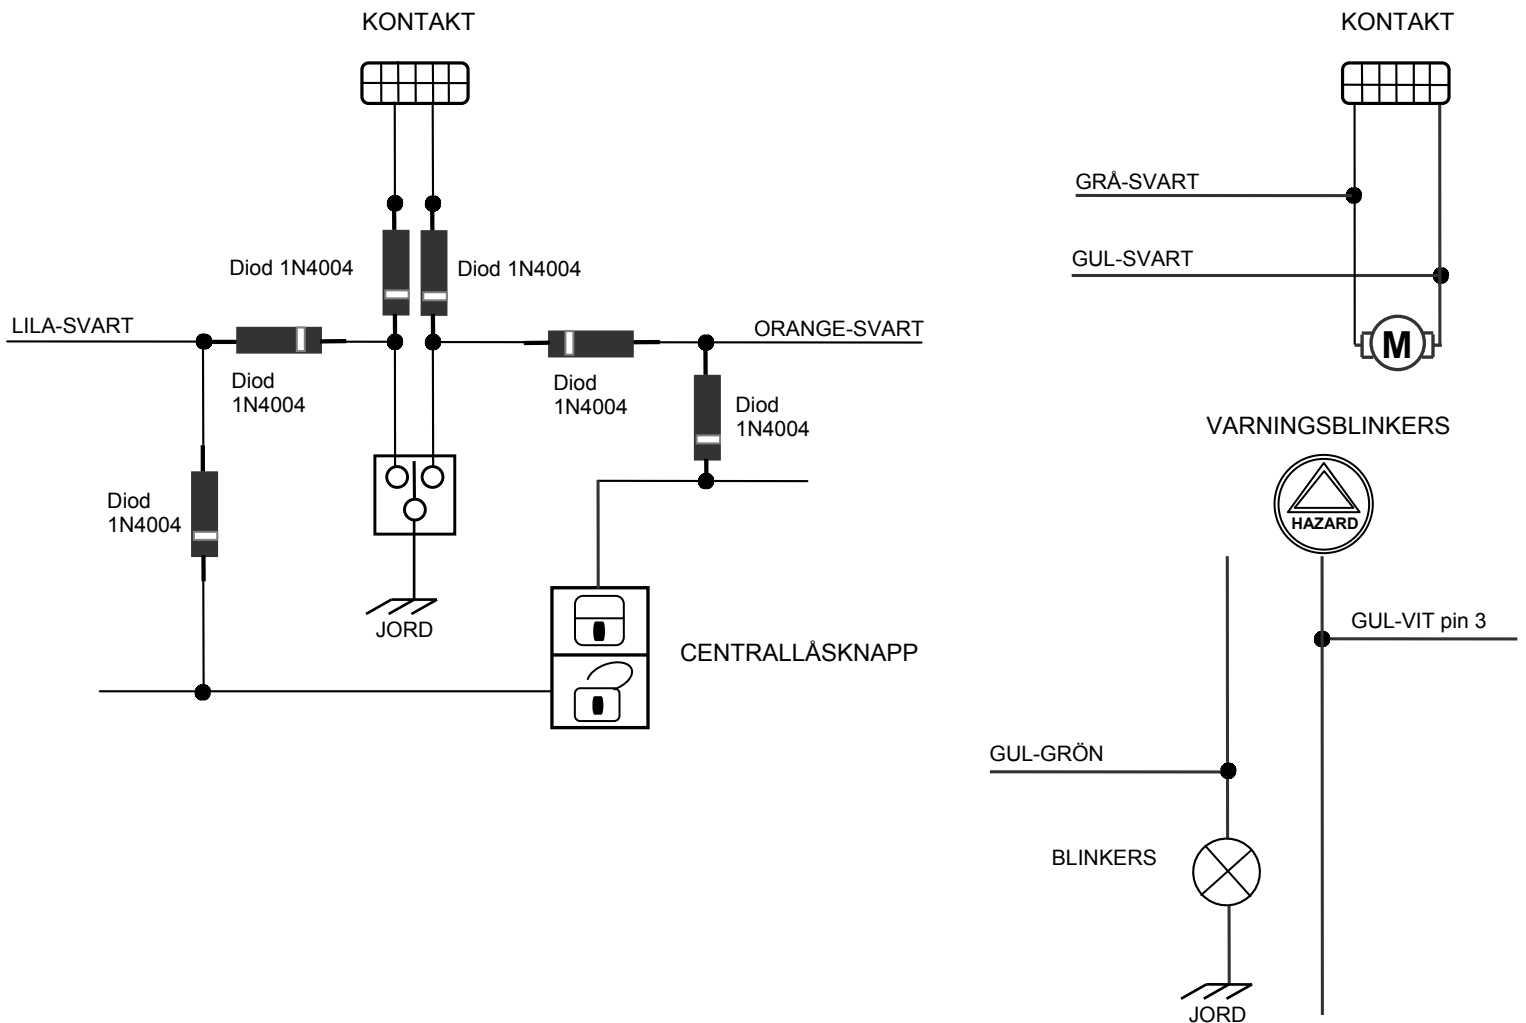 KONTAKT
KONTAKT
GRÅ-SVART
GUL-SVART
Diod 1N4004
Diod 1N4004
LILA-SVART
ORANGE-SVART
M
Diod
1N4004
Diod
1N4004
Diod
1N4004
VARNINGSBLINKERS
Diod
1N4004
HAZARD
JORD
GUL-VIT pin 3
CENTRALLÅSKNAPP
GUL-GRÖN
BLINKERS
JORD